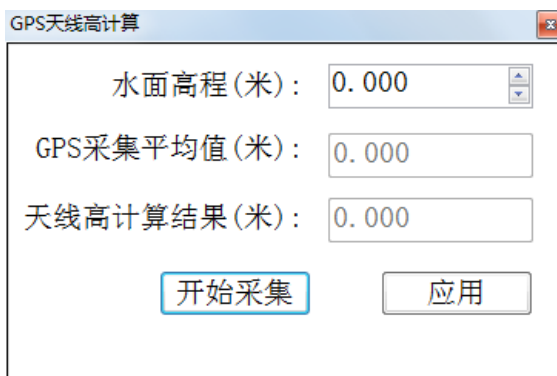 GPS天线高计算
水面高程(米): 0.000
GPS采集平均值(米): 0.000
天线高计算结果(米): 0.000
开始采集 应用